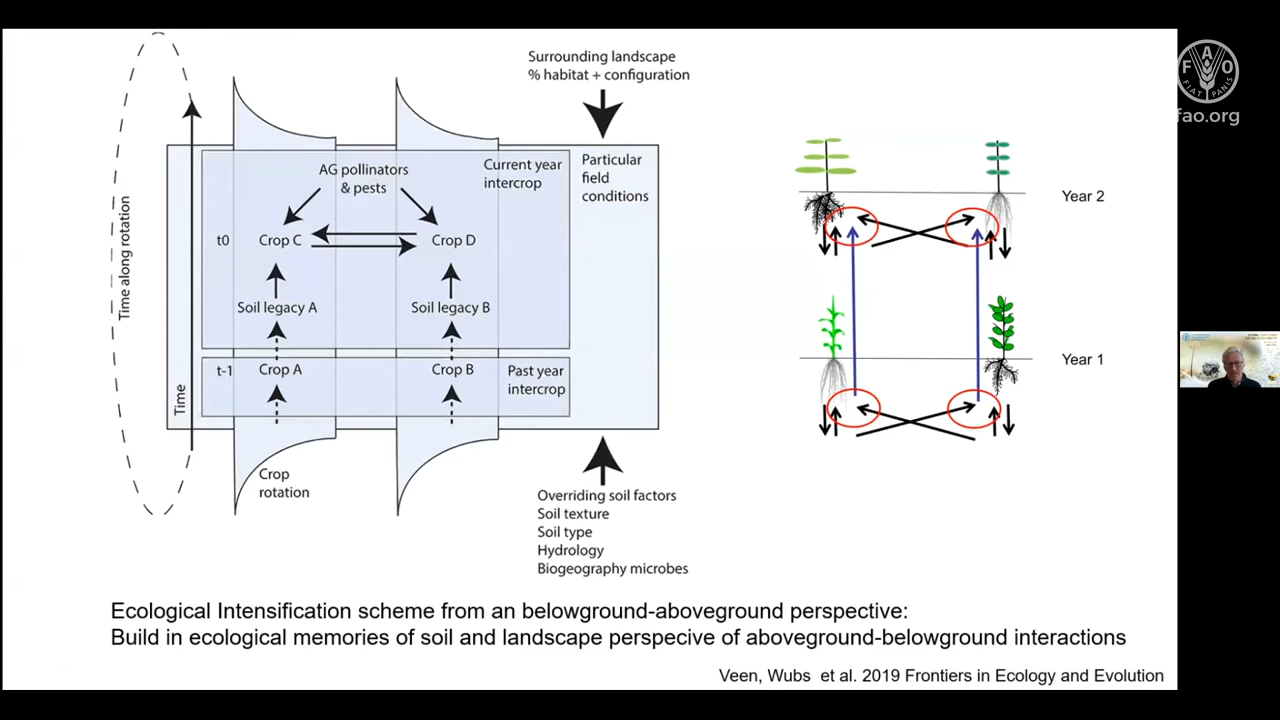 Surrounding landscape
% habitat + configuration
AG pollinators
& pests
Current year
intercrop
Particular
field
conditions
t0
Crop C
Crop D
Soil legacy A
Soil legacy B
t-1
Crop A
Crop B
Past year
intercrop
Time
Time along rotation
Crop
rotation
Overriding soil factors
Soil texture
Soil type
Hydrology
Biogeography microbes
Year 2
Year 1
Ecological Intensification scheme from an belowground-aboveground perspective:
Build in ecological memories of soil and landscape perspecive of aboveground-belowground interactions
Veen, Wubs et al. 2019 Frontiers in Ecology and Evolution
F A O
FIAT PANIS
fao.org